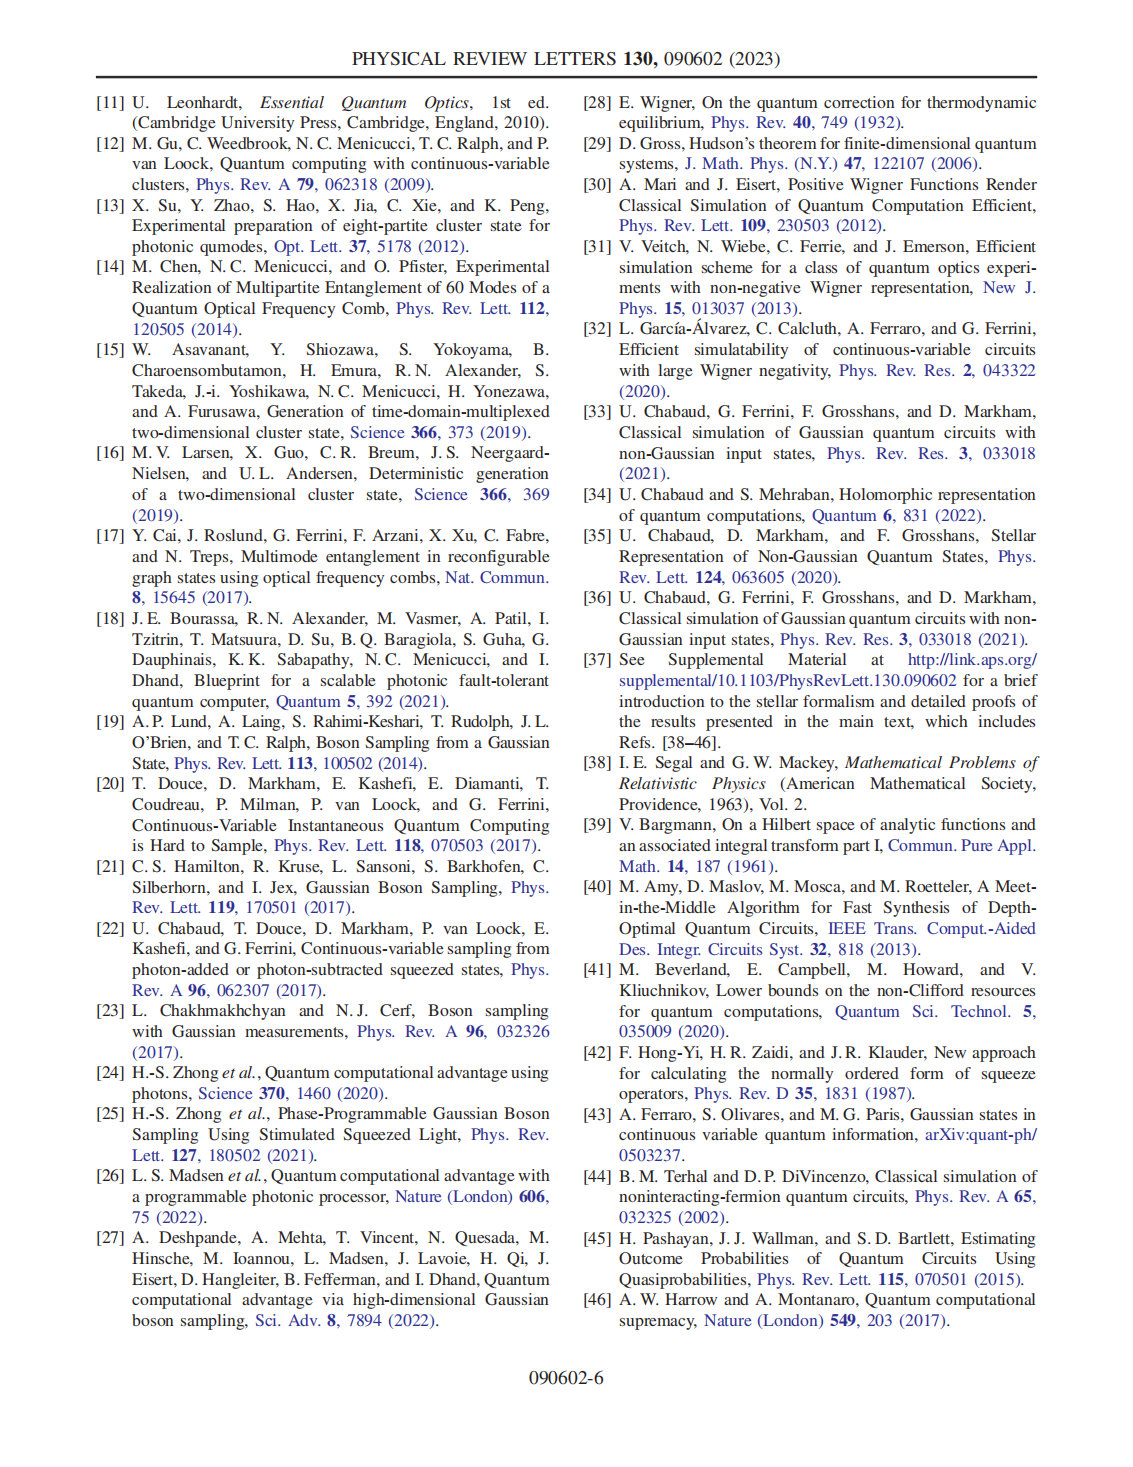 PHYSICAL REVIEW LETTERS 130, 090602 (2023)
[11] U. Leonhardt, Essential Quantum Optics, 1st ed.
(Cambridge University Press, Cambridge, England, 2010).
[12] M. Gu, C. Weedbrook, N. C. Menicucci, T. C. Ralph, and P.
van Loock, Quantum computing with continuous-variable
clusters, Phys. Rev. A 79, 062318 (2009).
[13] X. Su, Y. Zhao, S. Hao, X. Jia, C. Xie, and K. Peng,
Experimental preparation of eight-partite cluster state for
photonic qumodes, Opt. Lett. 37, 5178 (2012).
[14] M. Chen, N. C. Menicucci, and O. Pfister, Experimental
Realization of Multipartite Entanglement of 60 Modes of a
Quantum Optical Frequency Comb, Phys. Rev. Lett. 112,
120505 (2014).
[15] W. Asavanant, Y. Shiozawa, S. Yokoyama, B.
Charoensombutamon, H. Emura, R. N. Alexander, S.
Takeda, J.-i. Yoshikawa, N. C. Menicucci, H. Yonezawa,
and A. Furusawa, Generation of time-domain-multiplexed
two-dimensional cluster state, Science 366, 373 (2019).
[16] M. V. Larsen, X. Guo, C. R. Breum, J. S. Neergaard-
Nielsen, and U. L. Andersen, Deterministic generation
of a two-dimensional cluster state, Science 366, 369
(2019).
[17] Y. Cai, J. Roslund, G. Ferrini, F. Arzani, X. Xu, C. Fabre,
and N. Treps, Multimode entanglement in reconfigurable
graph states using optical frequency combs, Nat. Commun.
8, 15645 (2017).
[18] J. E. Bourassa, R. N. Alexander, M. Vasmer, A. Patil, I.
Tzitrin, T. Matsuura, D. Su, B. Q. Baragiola, S. Guha, G.
Dauphinais, K. K. Sabapathy, N. C. Menicucci, and I.
Dhand, Blueprint for a scalable photonic fault-tolerant
quantum computer, Quantum 5, 392 (2021).
[19] A. P. Lund, A. Laing, S. Rahimi-Keshari, T. Rudolph, J. L.
O’Brien, and T. C. Ralph, Boson Sampling from a Gaussian
State, Phys. Rev. Lett. 113, 100502 (2014).
[20] T. Douce, D. Markham, E. Kashefi, E. Diamanti, T.
Coudreau, P. Milman, P. van Loock, and G. Ferrini,
Continuous-Variable Instantaneous Quantum Computing
is Hard to Sample, Phys. Rev. Lett. 118, 070503 (2017).
[21] C. S. Hamilton, R. Kruse, L. Sansoni, S. Barkhofen, C.
Silberhorn, and I. Jex, Gaussian Boson Sampling, Phys.
Rev. Lett. 119, 170501 (2017).
[22] U. Chabaud, T. Douce, D. Markham, P. van Loock, E.
Kashefi, and G. Ferrini, Continuous-variable sampling from
photon-added or photon-subtracted squeezed states, Phys.
Rev. A 96, 062307 (2017).
[23] L. Chakhmakhchyan and N. J. Cerf, Boson sampling
with Gaussian measurements, Phys. Rev. A 96, 032326
(2017).
[24] H.-S. Zhong et al., Quantum computational advantage using
photons, Science 370, 1460 (2020).
[25] H.-S. Zhong et al., Phase-Programmable Gaussian Boson
Sampling Using Stimulated Squeezed Light, Phys. Rev.
Lett. 127, 180502 (2021).
[26] L. S. Madsen et al., Quantum computational advantage with
a programmable photonic processor, Nature (London) 606,
75 (2022).
[27] A. Deshpande, A. Mehta, T. Vincent, N. Quesada, M.
Hinsche, M. Ioannou, L. Madsen, J. Lavoie, H. Qi, J.
Eisert, D. Hangleiter, B. Fefferman, and I. Dhand, Quantum
computational advantage via high-dimensional Gaussian
boson sampling, Sci. Adv. 8, 7894 (2022).
[28] E. Wigner, On the quantum correction for thermodynamic
equilibrium, Phys. Rev. 40, 749 (1932).
[29] D. Gross, Hudson’s theorem for finite-dimensional quantum
systems, J. Math. Phys. (N.Y.) 47, 122107 (2006).
[30] A. Mari and J. Eisert, Positive Wigner Functions Render
Classical Simulation of Quantum Computation Efficient,
Phys. Rev. Lett. 109, 230503 (2012).
[31] V. Veitch, N. Wiebe, C. Ferrie, and J. Emerson, Efficient
simulation scheme for a class of quantum optics experi-
ments with non-negative Wigner representation, New J.
Phys. 15, 013037 (2013).
[32] L. García-Álvarez, C. Calcluth, A. Ferraro, and G. Ferrini,
Efficient simulatability of continuous-variable circuits
with large Wigner negativity, Phys. Rev. Res. 2, 043322
(2020).
[33] U. Chabaud, G. Ferrini, F. Grosshans, and D. Markham,
Classical simulation of Gaussian quantum circuits with
non-Gaussian input states, Phys. Rev. Res. 3, 033018
(2021).
[34] U. Chabaud and S. Mehraban, Holomorphic representation
of quantum computations, Quantum 6, 831 (2022).
[35] U. Chabaud, D. Markham, and F. Grosshans, Stellar
Representation of Non-Gaussian Quantum States, Phys.
Rev. Lett. 124, 063605 (2020).
[36] U. Chabaud, G. Ferrini, F. Grosshans, and D. Markham,
Classical simulation of Gaussian quantum circuits with non-
Gaussian input states, Phys. Rev. Res. 3, 033018 (2021).
[37] See Supplemental Material at http://link.aps.org/
supplemental/10.1103/PhysRevLett.130.090602 for a brief
introduction to the stellar formalism and detailed proofs of
the results presented in the main text, which includes
Refs. [38–46].
[38] I. E. Segal and G. W. Mackey, Mathematical Problems of
Relativistic Physics (American Mathematical Society,
Providence, 1963), Vol. 2.
[39] V. Bargmann, On a Hilbert space of analytic functions and
an associated integral transform part I, Commun. Pure Appl.
Math. 14, 187 (1961).
[40] M. Amy, D. Maslov, M. Mosca, and M. Roetteler, A Meet-
in-the-Middle Algorithm for Fast Synthesis of Depth-
Optimal Quantum Circuits, IEEE Trans. Comput.-Aided
Des. Integr. Circuits Syst. 32, 818 (2013).
[41] M. Beverland, E. Campbell, M. Howard, and V.
Kliuchnikov, Lower bounds on the non-Clifford resources
for quantum computations, Quantum Sci. Technol. 5,
035009 (2020).
[42] F. Hong-Yi, H. R. Zaidi, and J. R. Klauder, New approach
for calculating the normally ordered form of squeeze
operators, Phys. Rev. D 35, 1831 (1987).
[43] A. Ferraro, S. Olivares, and M. G. Paris, Gaussian states in
continuous variable quantum information, arXiv:quant-ph/
0503237.
[44] B. M. Terhal and D. P. DiVincenzo, Classical simulation of
noninteracting-fermion quantum circuits, Phys. Rev. A 65,
032325 (2002).
[45] H. Pashayan, J. J. Wallman, and S. D. Bartlett, Estimating
Outcome Probabilities of Quantum Circuits Using
Quasiprobabilities, Phys. Rev. Lett. 115, 070501 (2015).
[46] A. W. Harrow and A. Montanaro, Quantum computational
supremacy, Nature (London) 549, 203 (2017).
090602-6